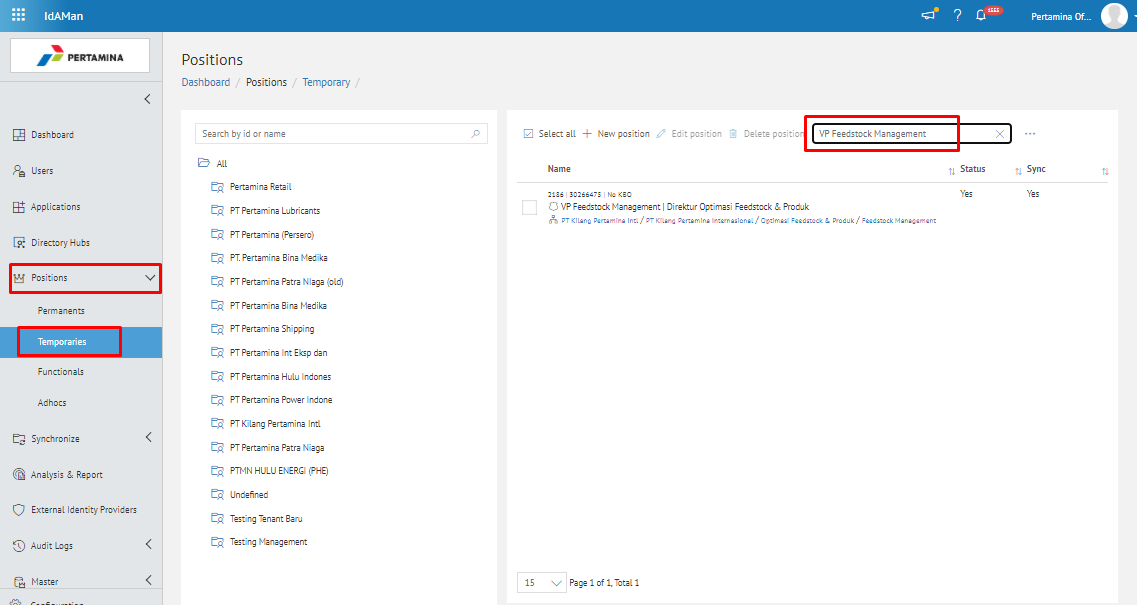 IdAMan
1555
Pertamina Of...
PERTAMINA
Dashboard
Users
Applications
Directory Hubs
Positions
Permanents
Temporaries
Functionals
Adhocs
Synchronize
Analysis & Report
External Identity Providers
Audit Logs
Master
Configuration
Positions
Dashboard / Positions / Temporary /
Search by id or name
All
Pertamina Retail
PT Pertamina Lubricants
PT Pertamina (Persero)
PT. Pertamina Bina Medika
PT Pertamina Patra Niaga (old)
PT Pertamina Bina Medika
PT Pertamina Shipping
PT Pertamina Int Eksp dan
PT Pertamina Hulu Indones
PT Pertamina Power Indone
PT Kilang Pertamina Intl
PT Pertamina Patra Niaga
PTMN HULU ENERGI (PHE)
Undefined
Testing Tenant Baru
Testing Management
Select all New position Edit position Delete position VP Feedstock Management
Name Status Sync
2186 | 30266475 | No KBO Yes Yes
VP Feedstock Management | Direktur Optimasi Feedstock & Produk
PT Kilang Pertamina Intl / PT Kilang Pertamina Internasional / Optimasi Feedstock & Produk / Feedstock Management
15 Page 1 of 1, Total 1